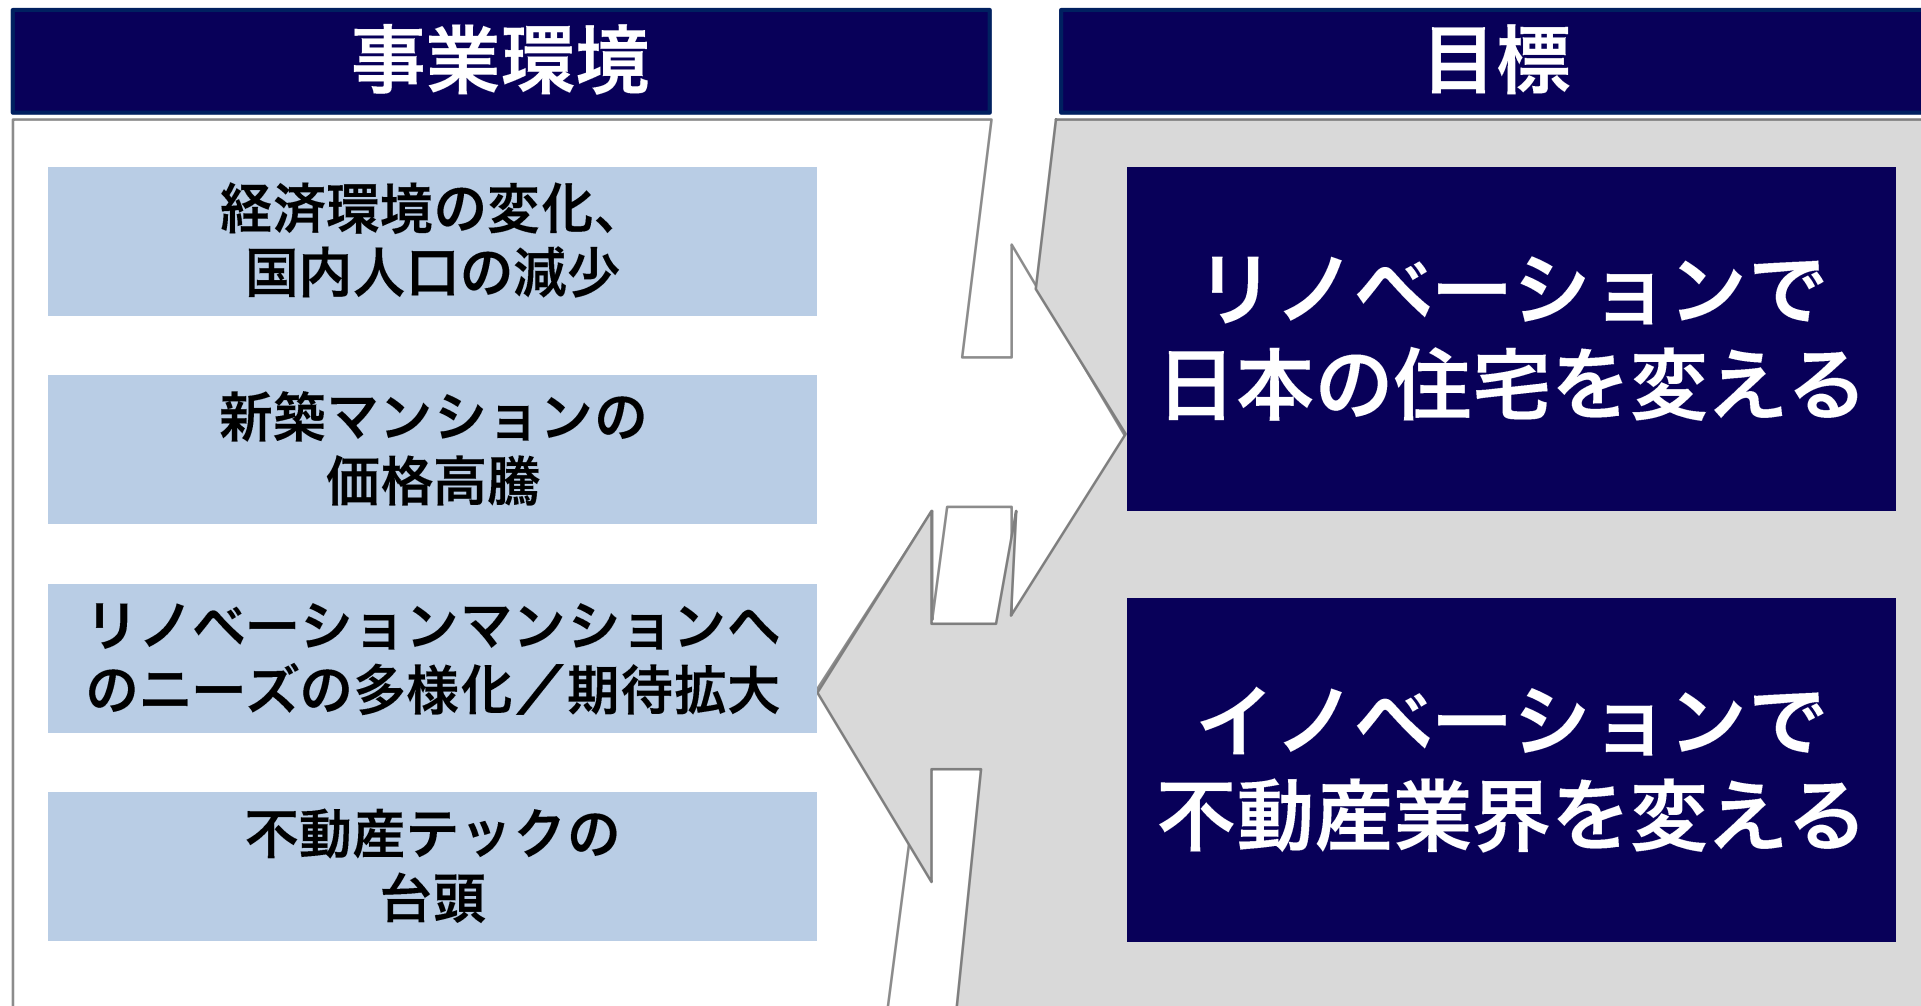 事業環境
経済環境の変化、
国内人口の減少
新築マンションの
価格高騰
リノベーションマンションへ
のニーズの多様化／期待拡大
不動産テックの
台頭
目標
リノベーションで
日本の住宅を変える
イノベーションで
不動産業界を変える